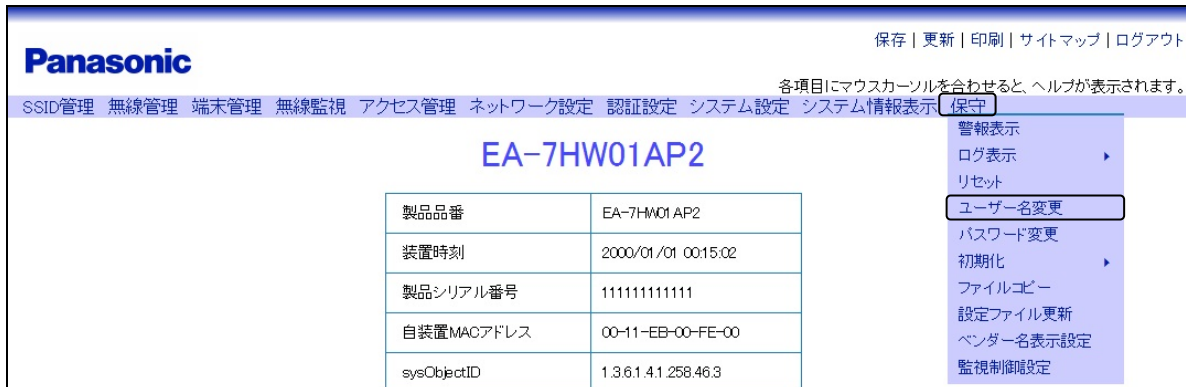 保存 | 更新 | 印刷 | サイトマップ | ログアウト
Panasonic
各項目にマウスカーソルを合わせると、ヘルプが表示されます。
SSID管理 無線管理 端末管理 無線監視 アクセス管理 ネットワーク設定 認証設定 システム設定 システム情報表示 保守
警報表示
ログ表示
リセット
ユーザー名変更
パスワード変更
初期化
ファイルコピー
設定ファイル更新
ベンダー名表示設定
監視制御設定
EA-7HW01AP2
製品品番 EA-7HW01AP2
装置時刻 2000/01/01 00:15:02
製品シリアル番号 111111111111
自装置MACアドレス 00-11-EB-00-FE-00
sysObjectID 1.3.6.1.4.1.258.46.3